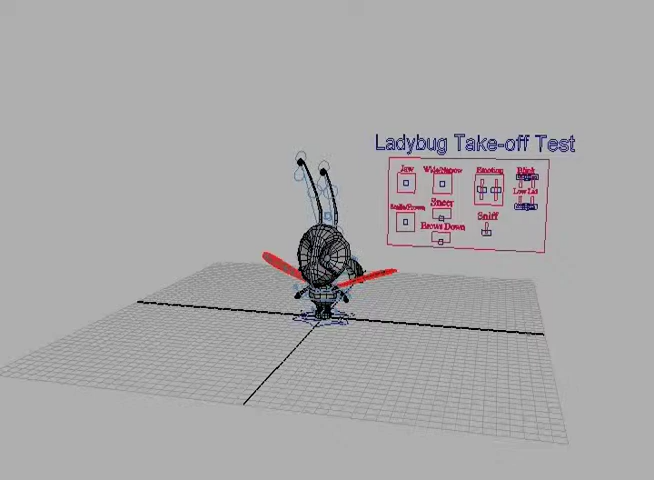 Ladybug Take-off Test
Jaw Wide/Narrow Emotion Blink
Low Lid
Smile/Frown Sneer
Sniff
Brows Down